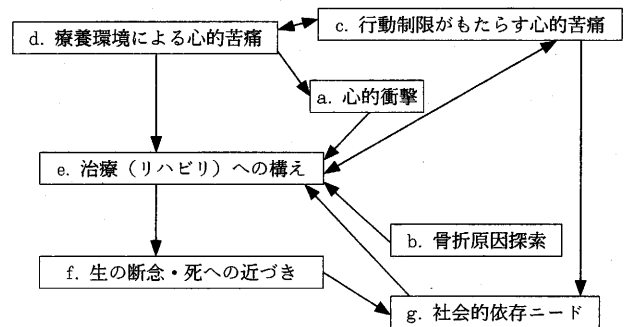 c. 行動制限がもたらす心的苦痛
d. 療養環境による心的苦痛
a. 心的衝撃
e. 治療（リハビリ）への構え
b. 骨折原因探索
f. 生の断念・死への近づき
g. 社会的依存ニード